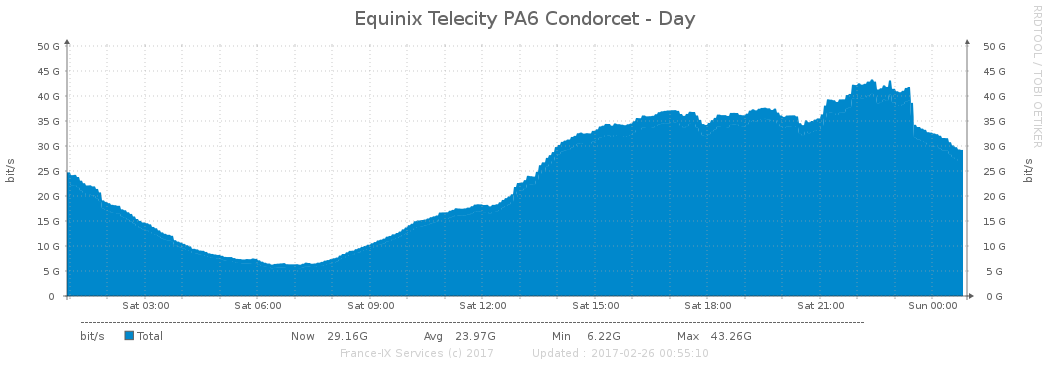 Equinix Telecity PA6 Condorcet - Day
RRDTOOL / TOBI OETIKER
50 G 50 G
45 G 45 G
40 G 40 G
35 G 35 G
30 G 30 G
25 G 25 G
20 G 20 G
15 G 15 G
10 G 10 G
5 G 5 G
0 0 G
bit/s bit/s
Sat 03:00 Sat 06:00 Sat 09:00 Sat 12:00 Sat 15:00 Sat 18:00 Sat 21:00 Sun 00:00
bit/s Total Now 29.16G Avg 23.97G Min 6.22G Max 43.26G
France-IX Services (c) 2017 Updated : 2017-02-26 00:55:10